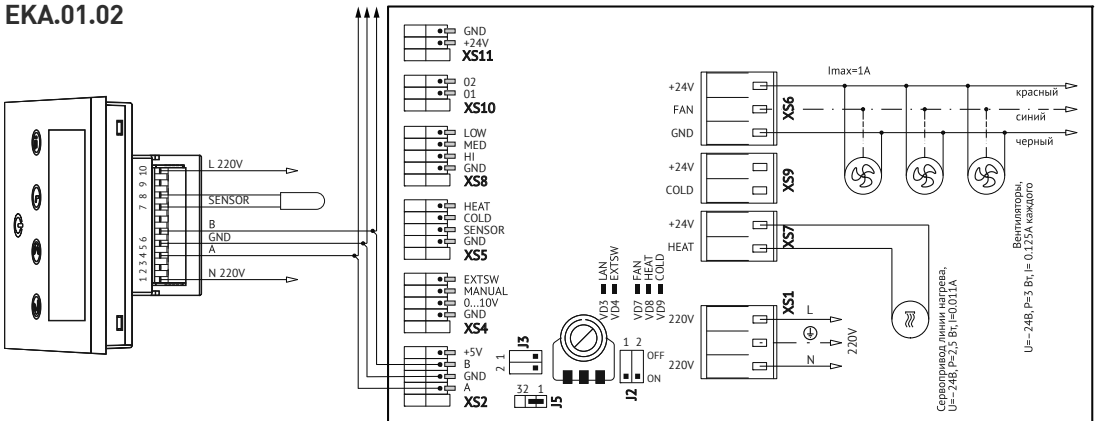 EKA.01.02
GND
+24V
XS11
02
01
XS10
LOW
MED
HI
GND
XS8
HEAT
COLD
SENSOR
GND
XS5
EXTSW
MANUAL
0...10V
GND
XS4
+5V
B
GND
A
XS2
10
9
8
7
6
5
4
3
2
1
L 220V
SENSOR
B
GND
A
N 220V
2 1
J3
32 1
J5
VD3 LAN
VD4 EXTSW
VD7 FAN
VD8 HEAT
VD9 COLD
1 2
OFF
ON
J2
+24V
FAN
GND
XS6
+24V
COLD
XS9
+24V
HEAT
XS7
220V
220V
XS1
L
N
220V
Imax=1A
красный
синий
черный
Вентиляторы,
U=−24В, P=3 Вт, I= 0.125А каждого
Сервопривод линии нагрева,
U=−24В, P=2,5 Вт, I=0.011А